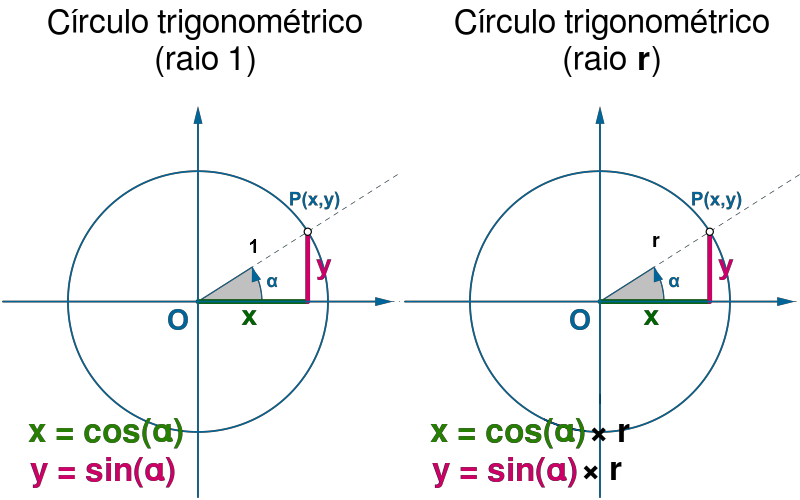 Círculo trigonométrico
(raio 1)
P(x,y)
1
α
y
O
x
x = cos(α)
y = sin(α)
Círculo trigonométrico
(raio r)
P(x,y)
r
α
y
O
x
x = cos(α) × r
y = sin(α) × r